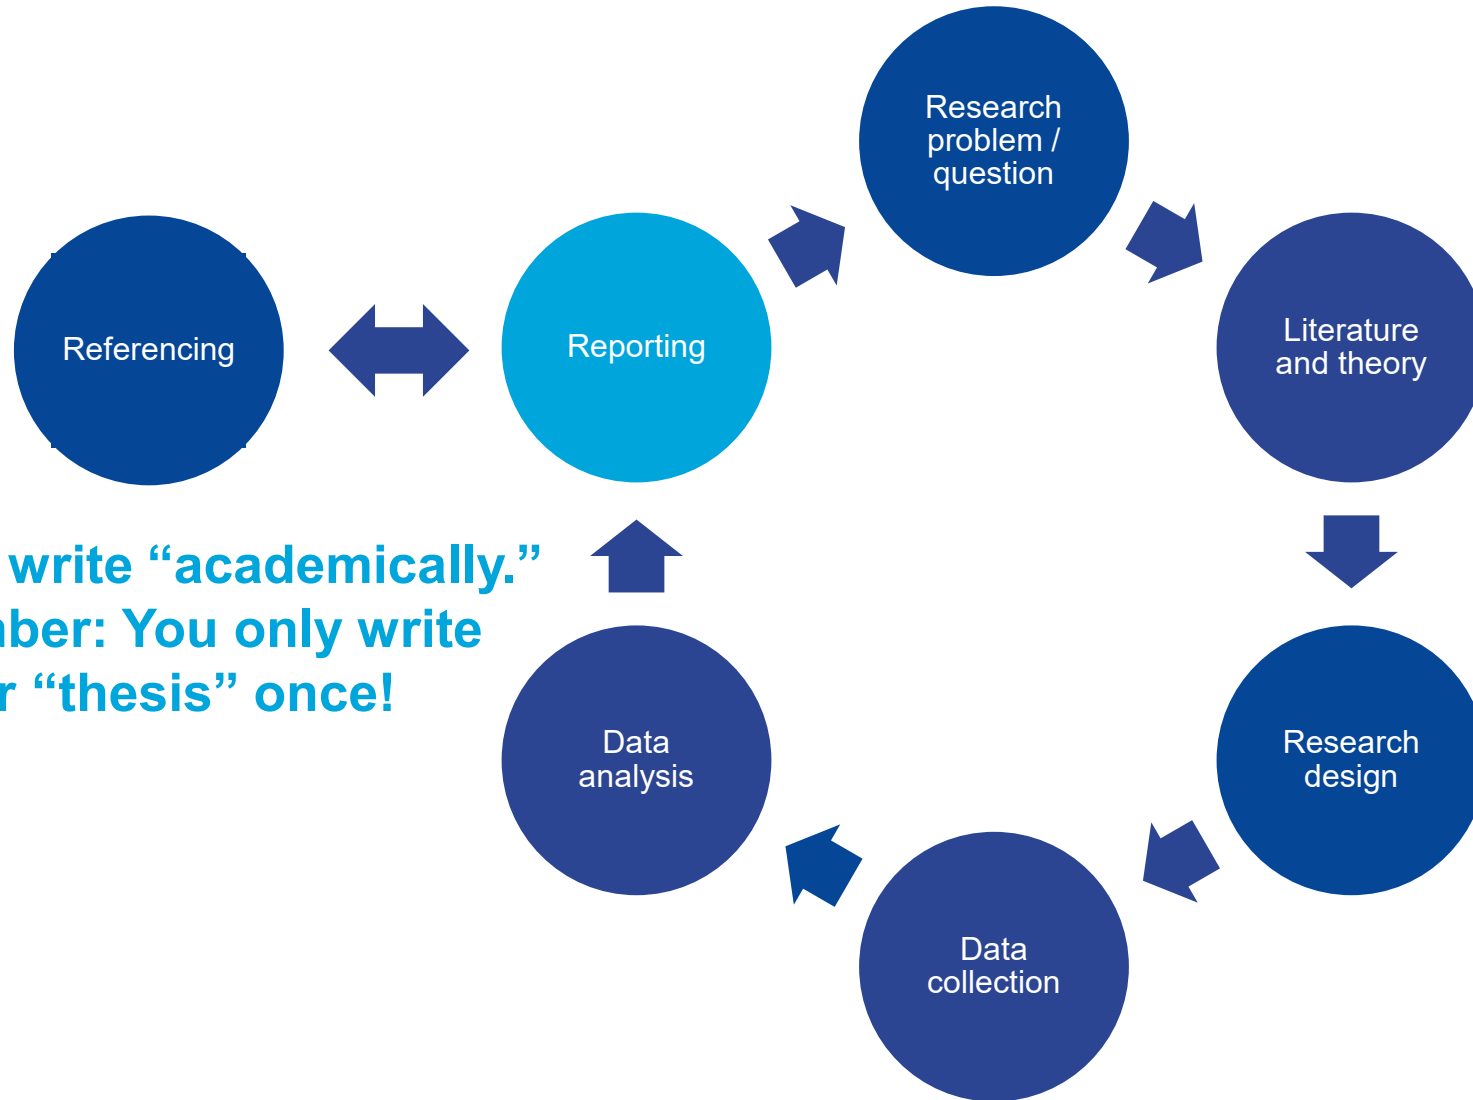 Research
problem /
question
Referencing
Reporting
Literature
and theory
write “academically.”
You only write
“thesis” once!
Data
analysis
Research
design
Data
collection